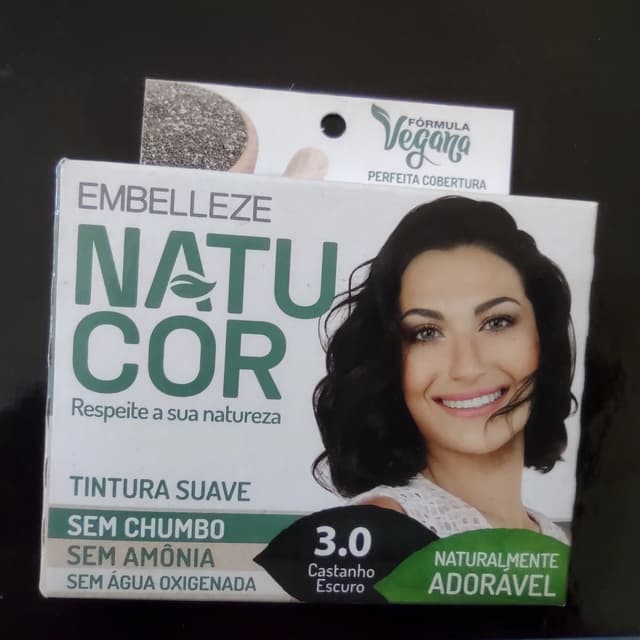 FÓRMULA
Vegana
PERFEITA COBERTURA
EMBELLEZE
NATU
COR
Respeite a sua natureza
TINTURA SUAVE
SEM CHUMBO
SEM AMÔNIA
SEM ÁGUA OXIGENADA
3.0
Castanho
Escuro
NATURALMENTE
ADORÁVEL